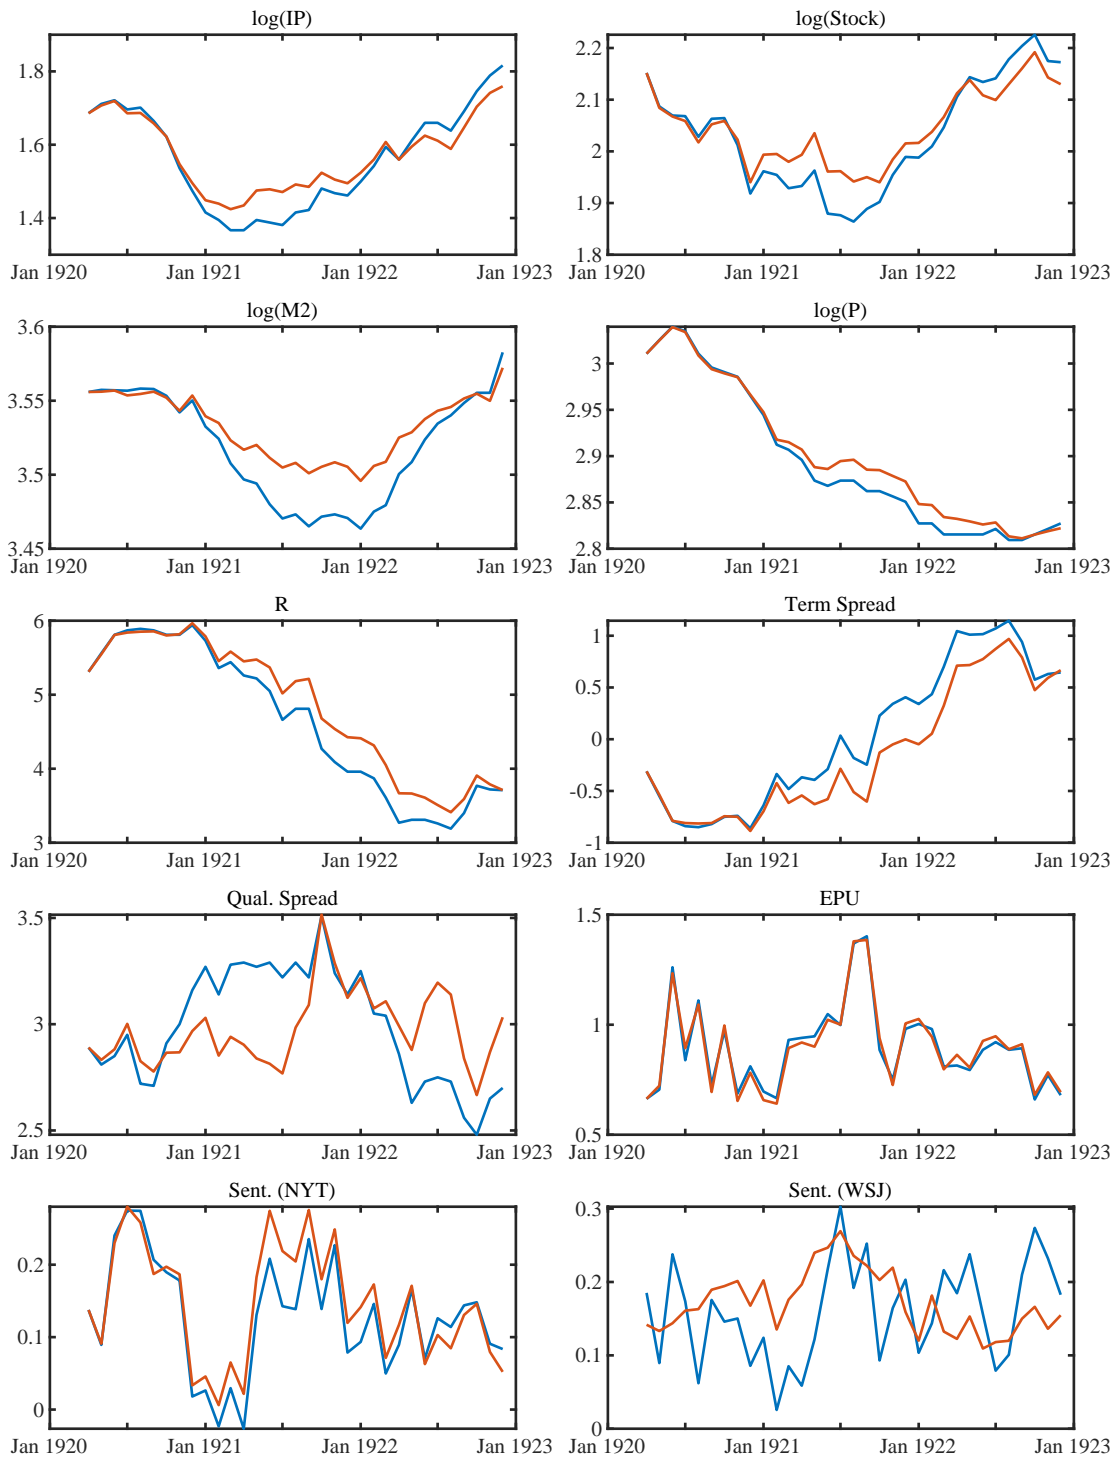 log(IP)
1.8
1.6
1.4
Jan 1920 Jan 1921 Jan 1922 Jan 1923
log(Stock)
2.2
2.1
2
1.9
1.8
Jan 1920 Jan 1921 Jan 1922 Jan 1923
log(M2)
3.6
3.55
3.5
3.45
Jan 1920 Jan 1921 Jan 1922 Jan 1923
log(P)
3
2.95
2.9
2.85
2.8
Jan 1920 Jan 1921 Jan 1922 Jan 1923
R
6
5
4
3
Jan 1920 Jan 1921 Jan 1922 Jan 1923
Term Spread
1
0.5
0
-0.5
-1
Jan 1920 Jan 1921 Jan 1922 Jan 1923
Qual. Spread
3.5
3
2.5
Jan 1920 Jan 1921 Jan 1922 Jan 1923
EPU
1.5
1
0.5
Jan 1920 Jan 1921 Jan 1922 Jan 1923
Sent. (NYT)
0.2
0.1
0
Jan 1920 Jan 1921 Jan 1922 Jan 1923
Sent. (WSJ)
0.3
0.2
0.1
0
Jan 1920 Jan 1921 Jan 1922 Jan 1923